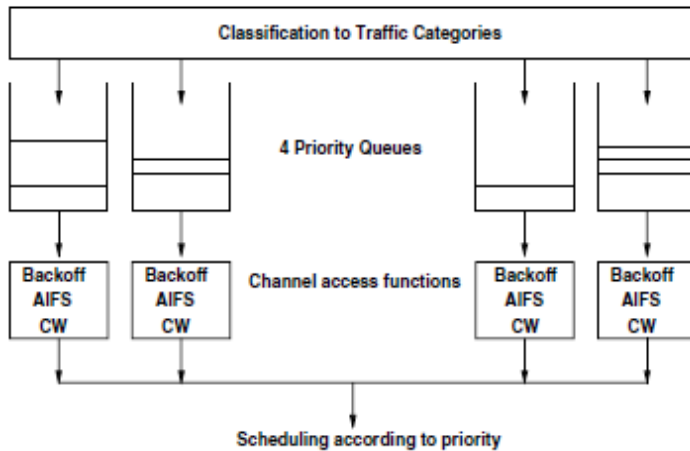 Classification to Traffic Categories
4 Priority Queues
Backoff
AIFS
CW
Backoff
AIFS
CW
Channel access functions
Backoff
AIFS
CW
Backoff
AIFS
CW
Scheduling according to priority